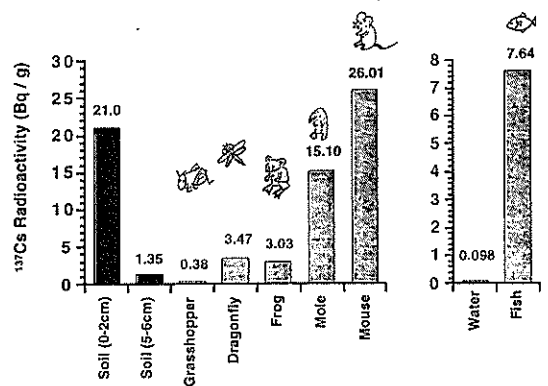 ¹³⁷Cs Radioactivity (Bq / g)
30
25
20
15
10
5
0
21.0
1.35
0.38
3.47
3.03
15.10
26.01
Soil (0-2cm)
Soil (5-6cm)
Grasshopper
Dragonfly
Frog
Mole
Mouse
8
7
6
5
4
3
2
1
0
0.098
7.64
Water
Fish